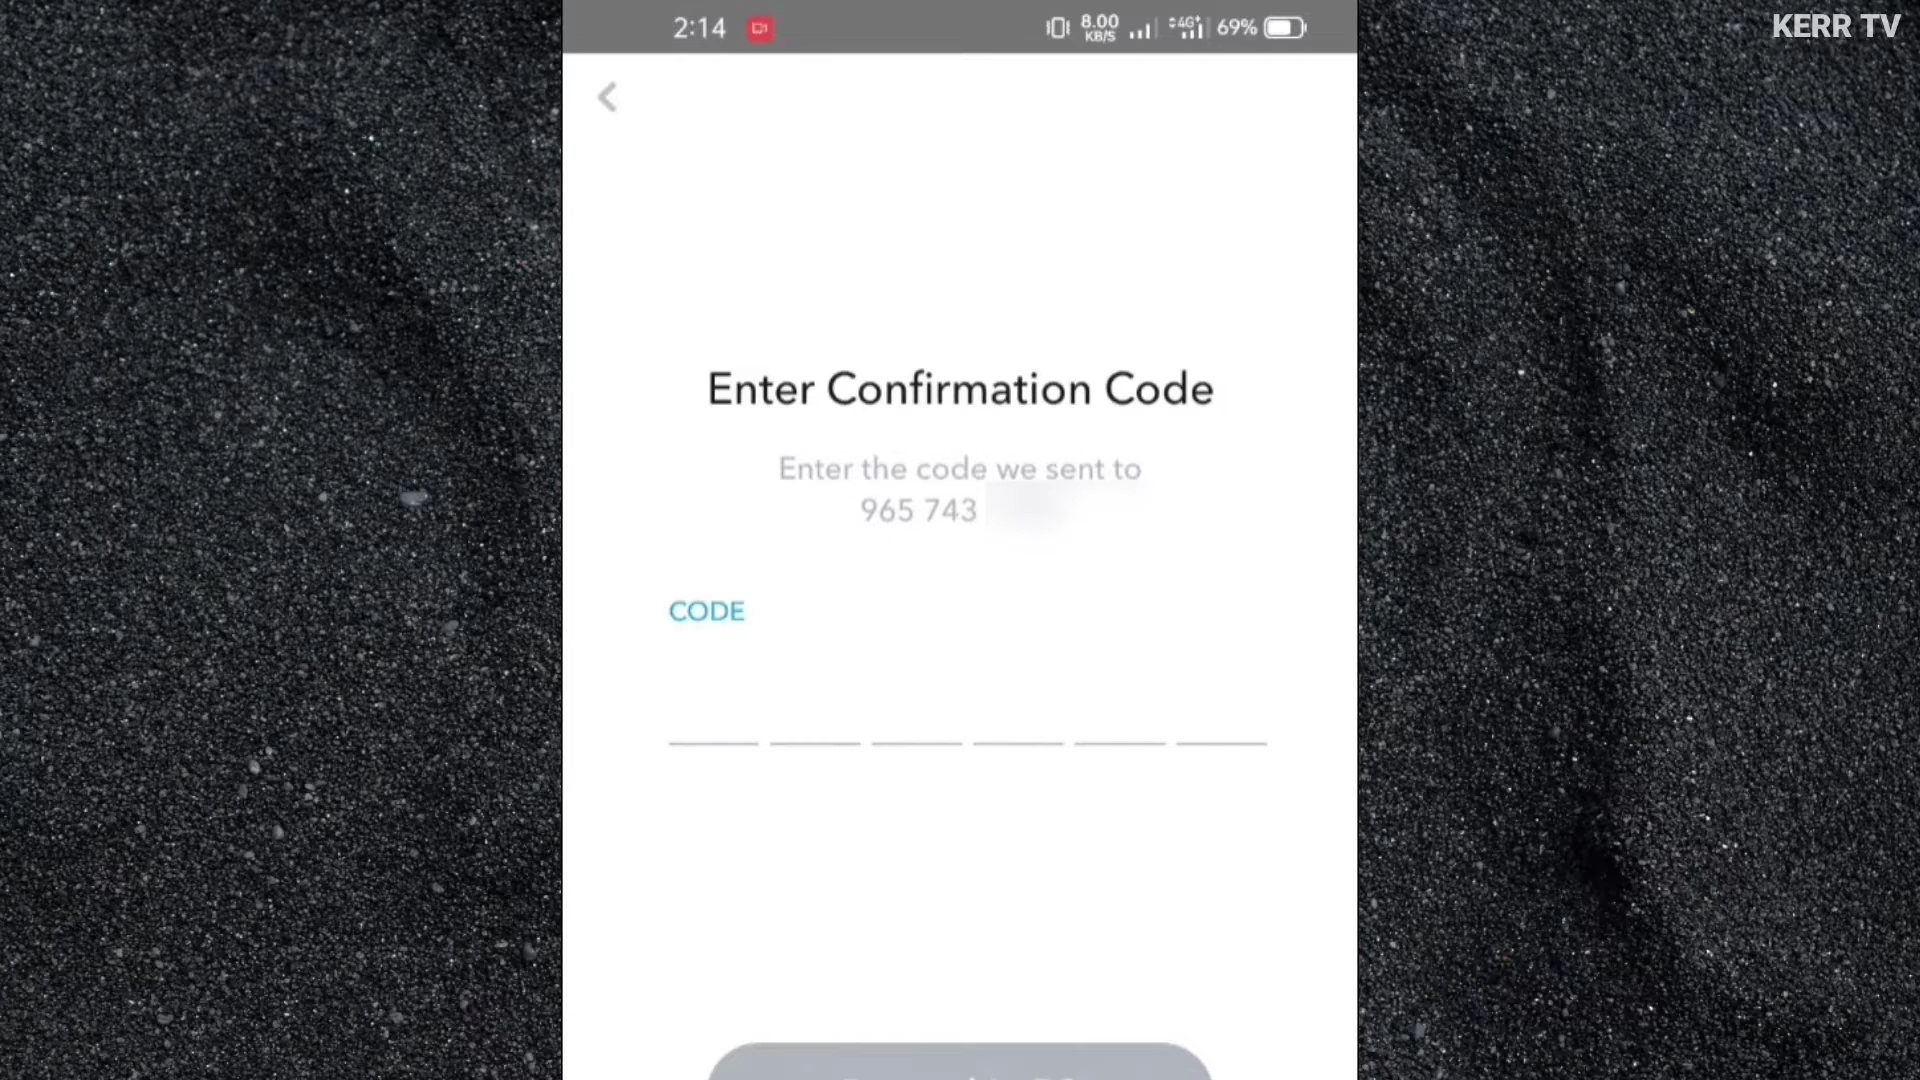 KERR TV
2:14 8.00 KB/S 4G+ 69%
Enter Confirmation Code
Enter the code we sent to
965 743
CODE